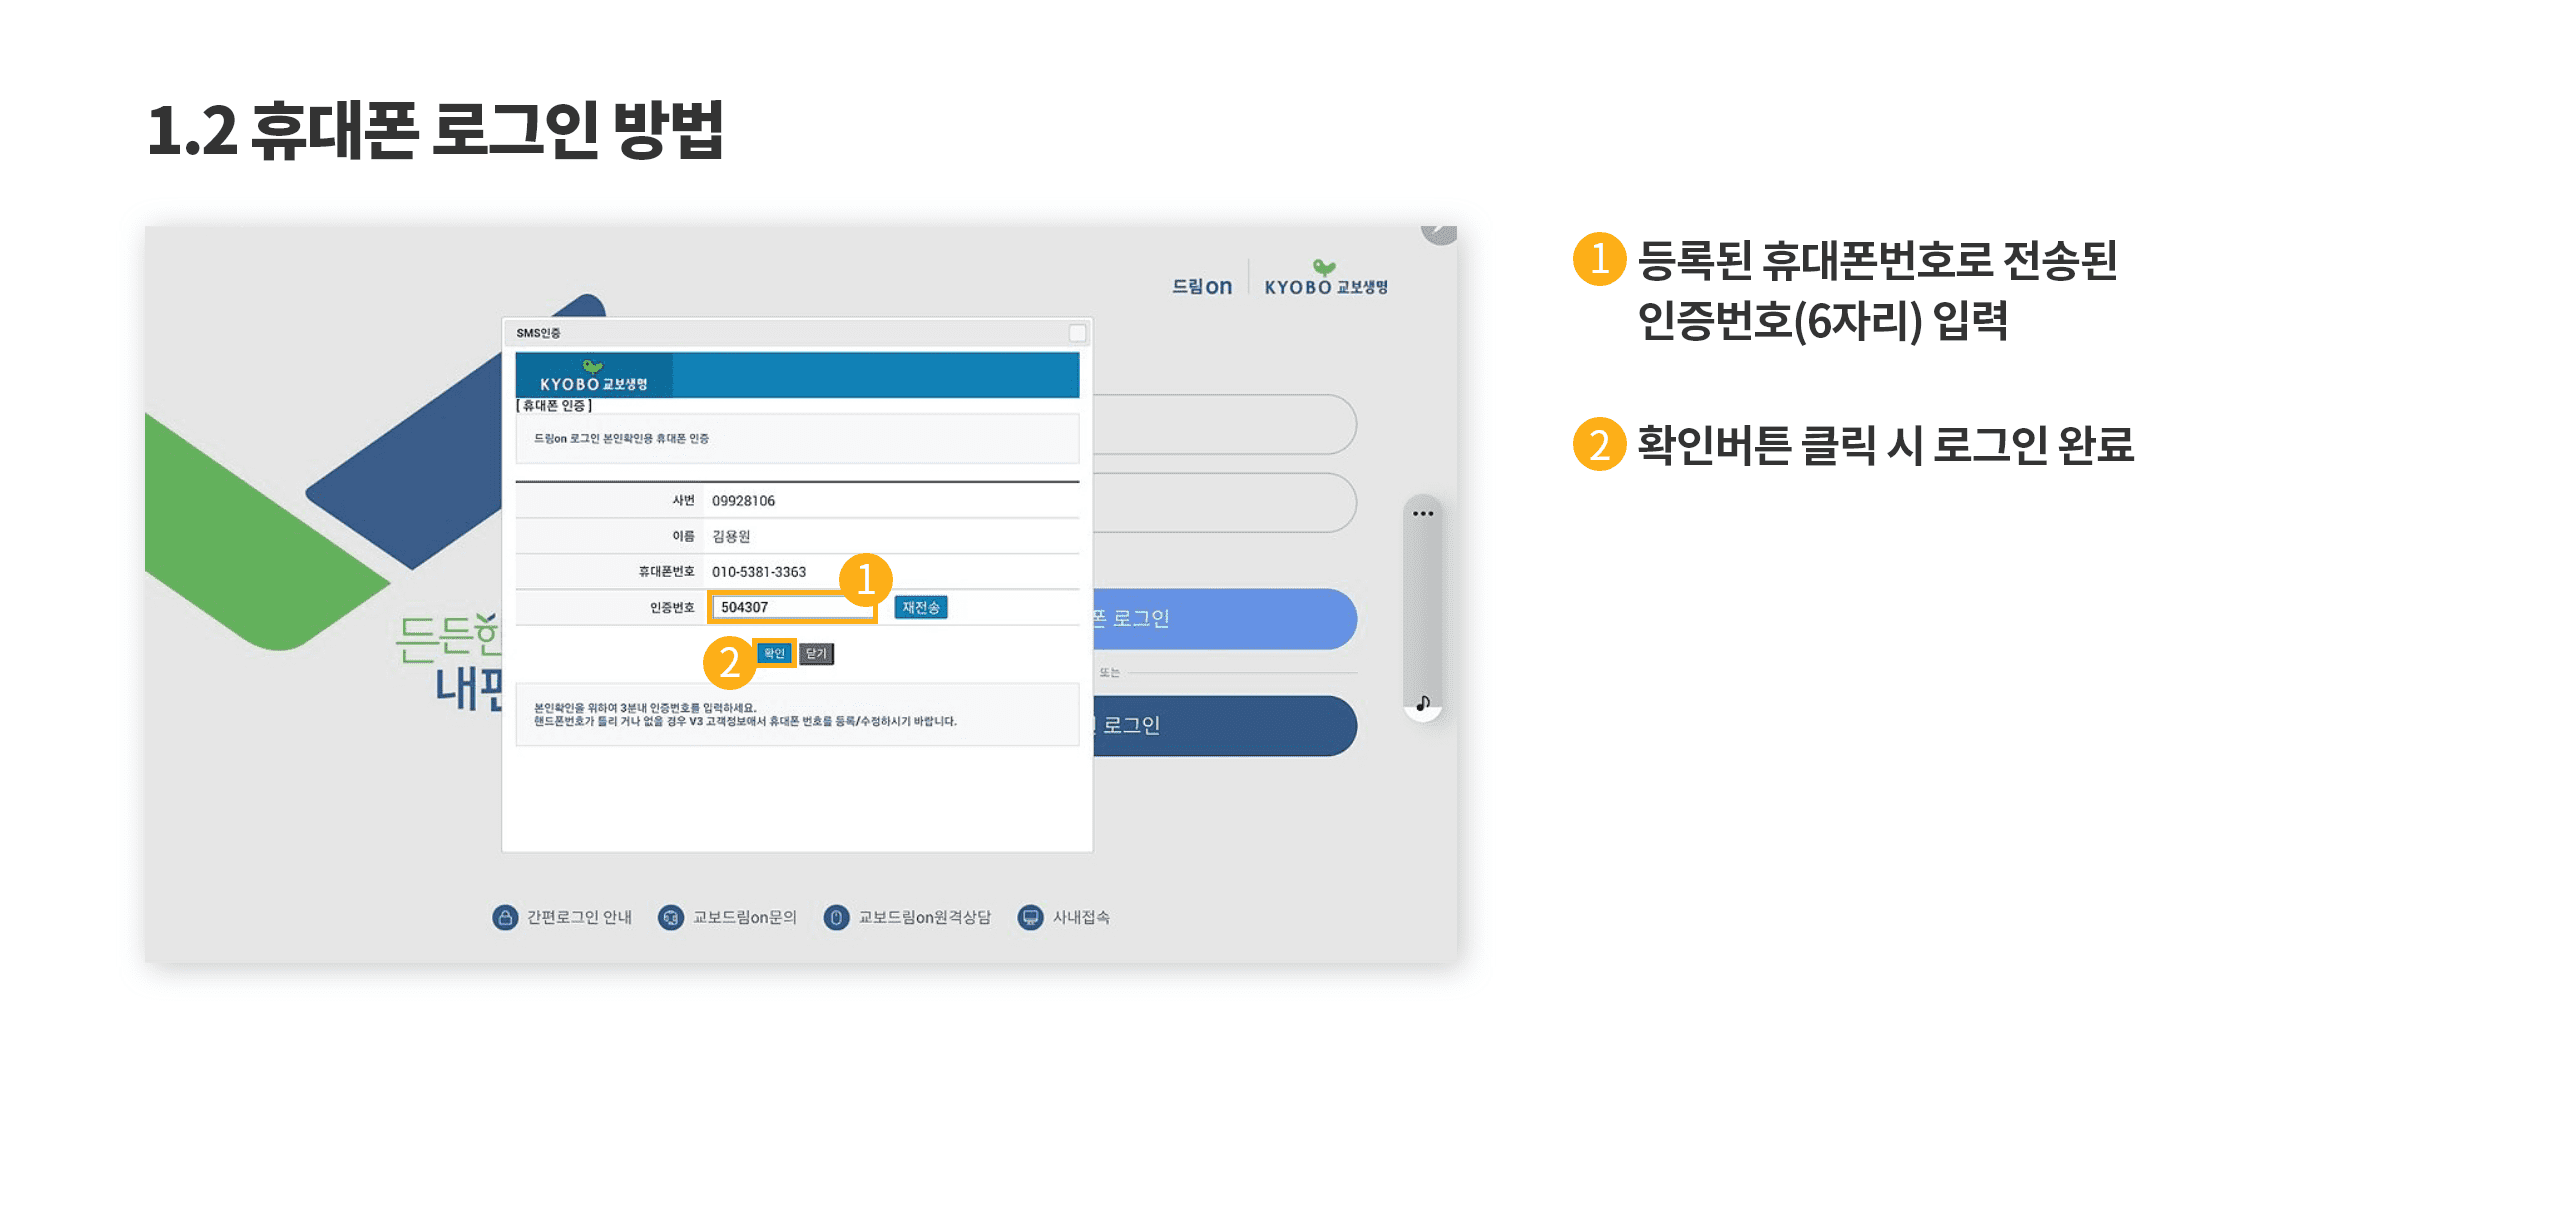 1.2 휴대폰 로그인 방법
드림on
KYOBO 교보생명
SMS인증
KYOBO 교보생명
[ 휴대폰 인증 ]
드림on 로그인 본인확인용 휴대폰 인증
사번 09928106
이름 김용원
휴대폰번호 010-5381-3363
1
인증번호 504307 재전송
2 확인 닫기
본인확인을 위하여 3분내 인증번호를 입력하세요.
핸드폰번호가 틀리 거나 없을 경우 V3 고객정보에서 휴대폰 번호를 등록/수정하시기 바랍니다.
든든한
내편
폰 로그인
또는
로그인
간편로그인 안내 교보드림on문의 교보드림on원격상담 사내접속
1 등록된 휴대폰번호로 전송된
인증번호(6자리) 입력
2 확인버튼 클릭 시 로그인 완료